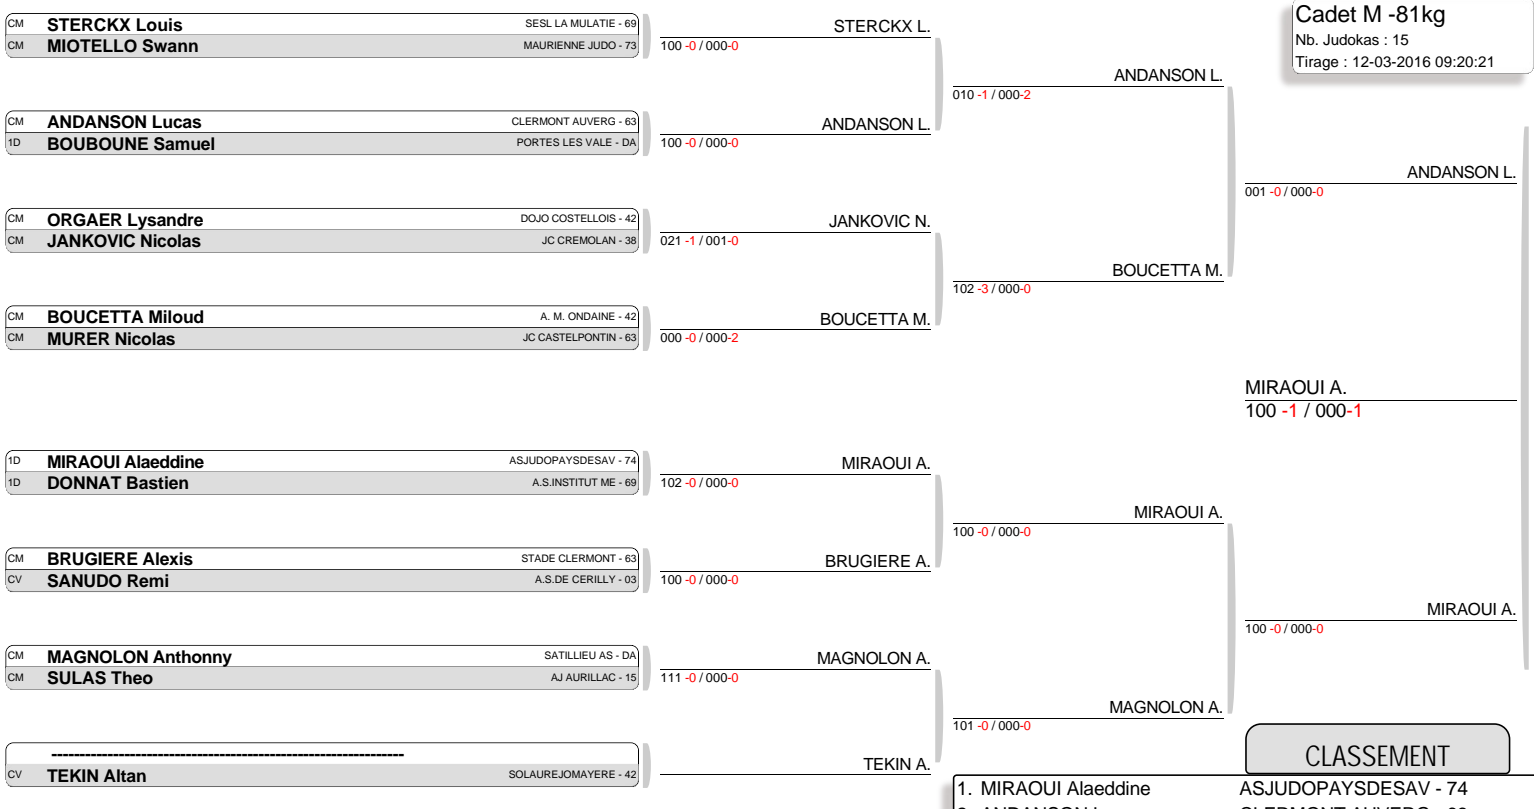 Cadet M -81kg
Nb. Judokas : 15
Tirage : 12-03-2016 09:20:21
CM STERCKX Louis SESL LA MULATIE - 69
CM MIOTELLO Swann MAURIENNE JUDO - 73
CM ANDANSON Lucas CLERMONT AUVERG - 63
1D BOUBOUNE Samuel PORTES LES VALE - DA
CM ORGAER Lysandre DOJO COSTELLOIS - 42
CM JANKOVIC Nicolas JC CREMOLAN - 38
CM BOUCETTA Miloud A. M. ONDAINE - 42
CM MURER Nicolas JC CASTELPONTIN - 63
1D MIRAOUI Alaeddine ASJUDOPAYSDESAV - 74
1D DONNAT Bastien A.S.INSTITUT ME - 69
CM BRUGIERE Alexis STADE CLERMONT - 63
CV SANUDO Remi A.S.DE CERILLY - 03
CM MAGNOLON Anthonny SATILLIEU AS - DA
CM SULAS Theo AJ AURILLAC - 15
----------------------------------------------------------------
CV TEKIN Altan SOLAUREJOMAYERE - 42
STERCKX L.
100 -0 / 000-0
ANDANSON L.
100 -0 / 000-0
JANKOVIC N.
021 -1 / 001-0
BOUCETTA M.
000 -0 / 000-2
MIRAOUI A.
102 -0 / 000-0
BRUGIERE A.
100 -0 / 000-0
MAGNOLON A.
111 -0 / 000-0
TEKIN A.
ANDANSON L.
010 -1 / 000-2
BOUCETTA M.
102 -3 / 000-0
MIRAOUI A.
100 -0 / 000-0
MAGNOLON A.
101 -0 / 000-0
ANDANSON L.
001 -0 / 000-0
MIRAOUI A.
100 -1 / 000-1
MIRAOUI A.
100 -0 / 000-0
CLASSEMENT
1. MIRAOUI Alaeddine ASJUDOPAYSDESAV - 74